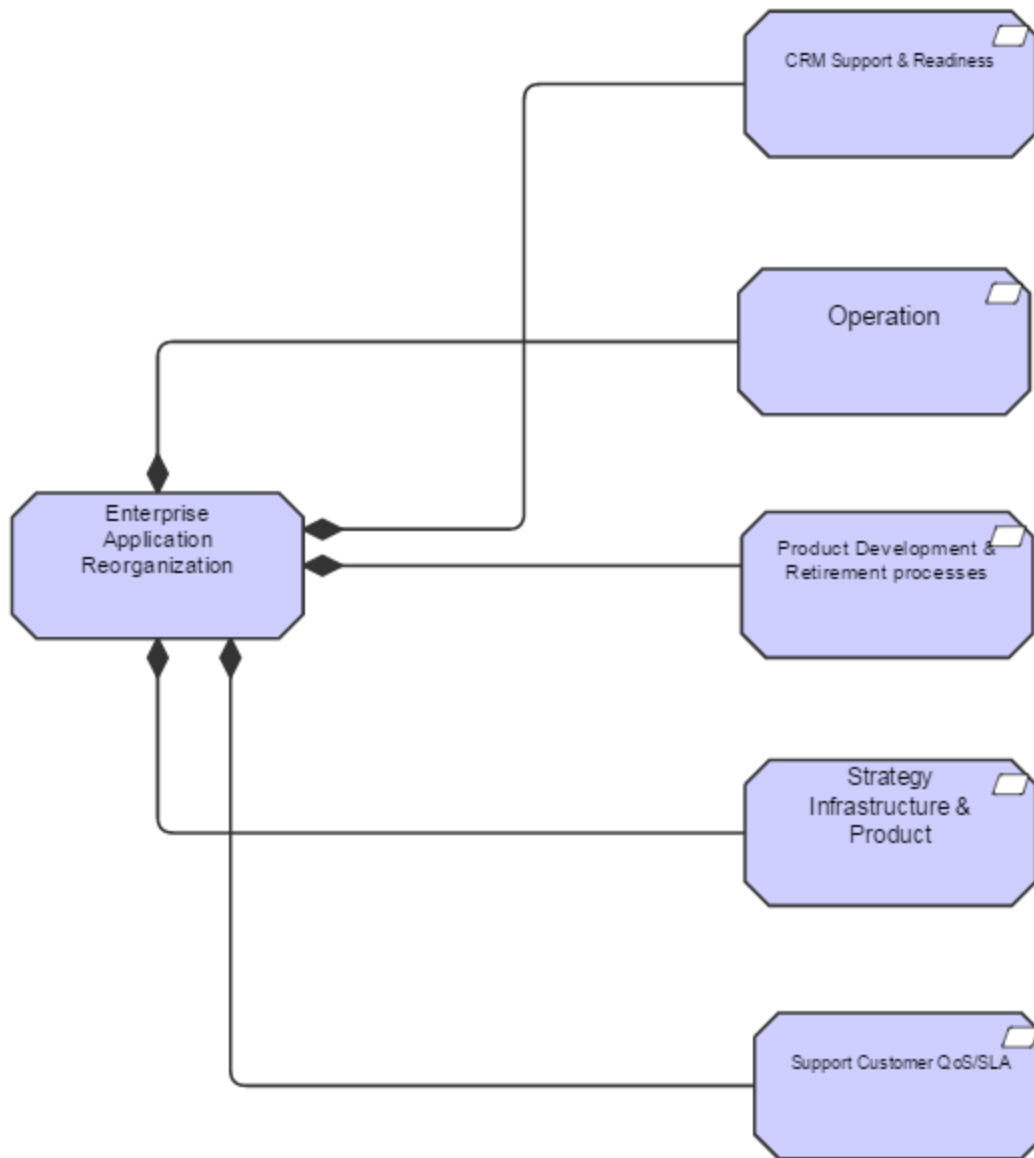 CRM Support & Readiness
Operation
Enterprise
Application
Reorganization
Product Development &
Retirement processes
Strategy
Infrastructure &
Product
Support Customer QoS/SLA